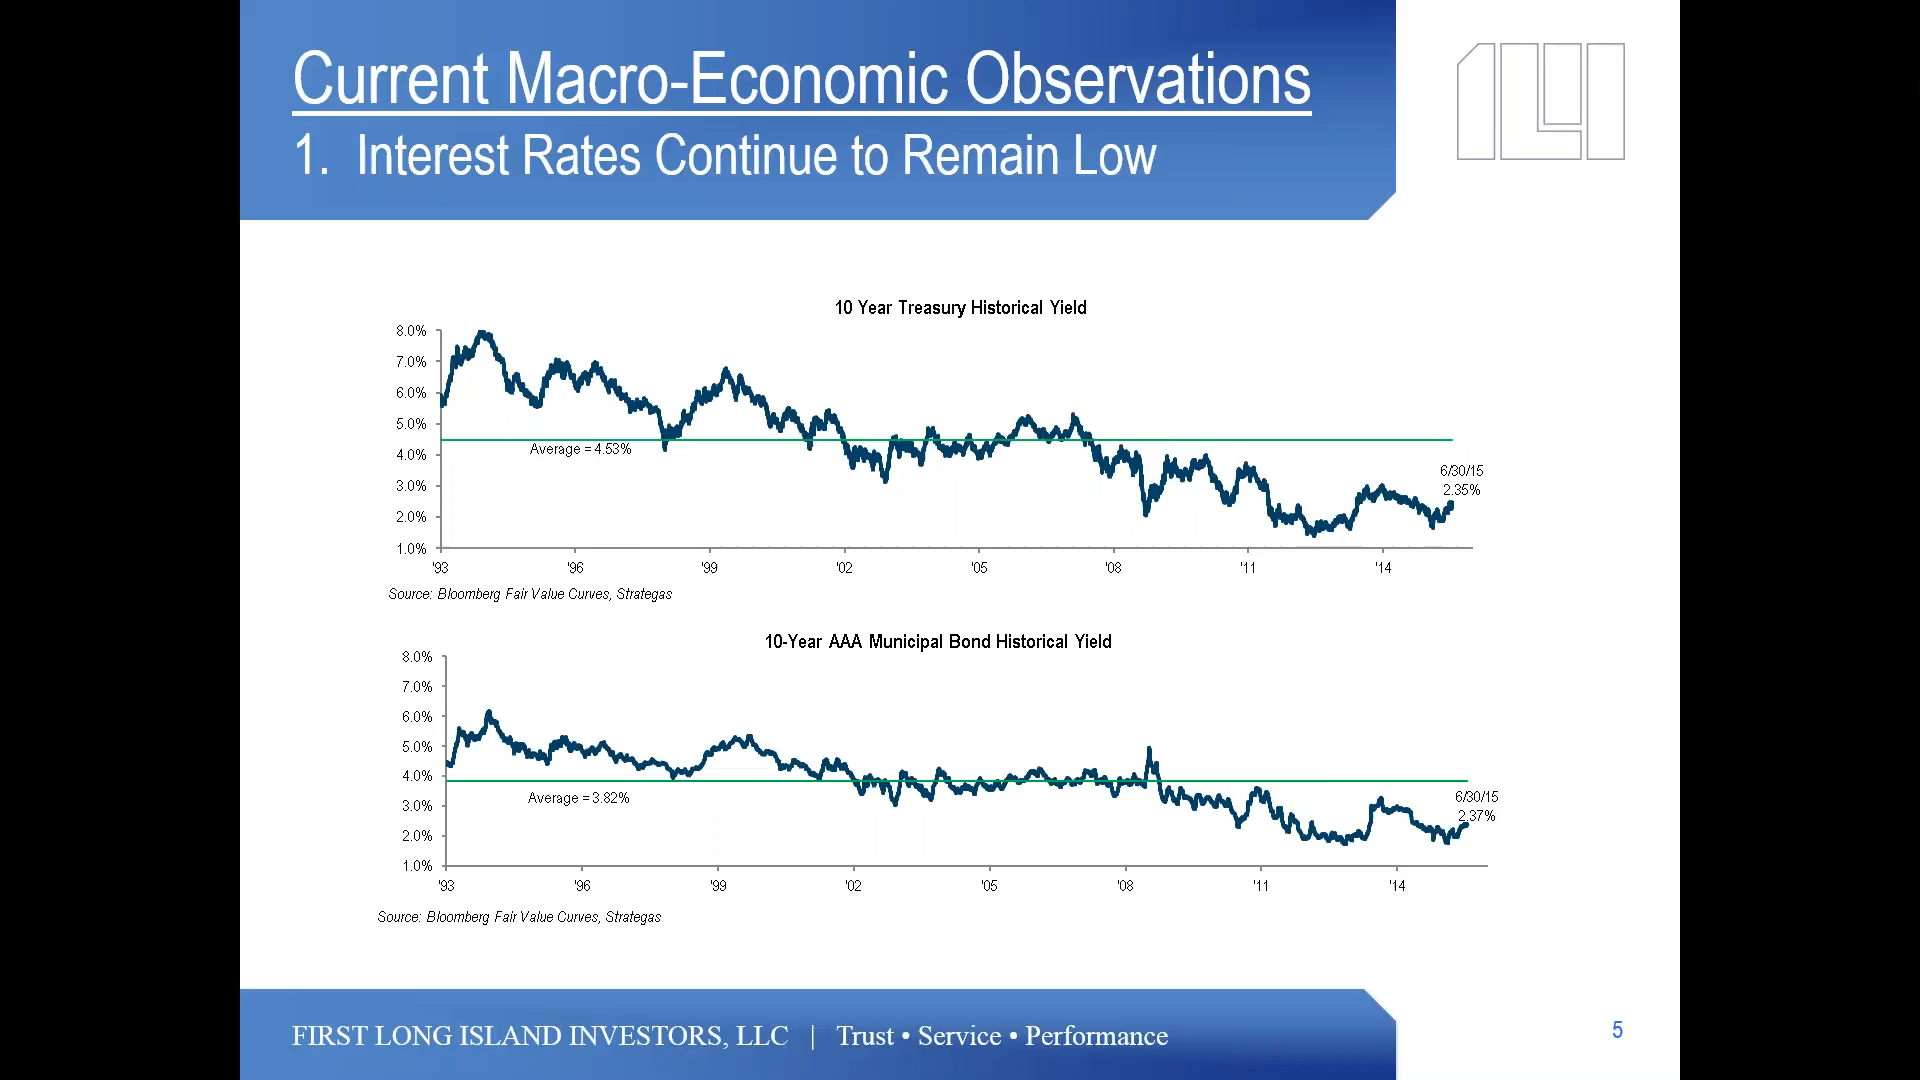 Current Macro-Economic Observations
1. Interest Rates Continue to Remain Low
10 Year Treasury Historical Yield
8.0%
7.0%
6.0%
5.0%
4.0%
3.0%
2.0%
1.0%
Average = 4.53%
6/30/15
2.35%
'93 '96 '99 '02 '05 '08 '11 '14
Source: Bloomberg Fair Value Curves, Strategas
10-Year AAA Municipal Bond Historical Yield
8.0%
7.0%
6.0%
5.0%
4.0%
3.0%
2.0%
1.0%
Average = 3.82%
6/30/15
2.37%
'93 '96 '99 '02 '05 '08 '11 '14
Source: Bloomberg Fair Value Curves, Strategas
FIRST LONG ISLAND INVESTORS, LLC | Trust • Service • Performance
5